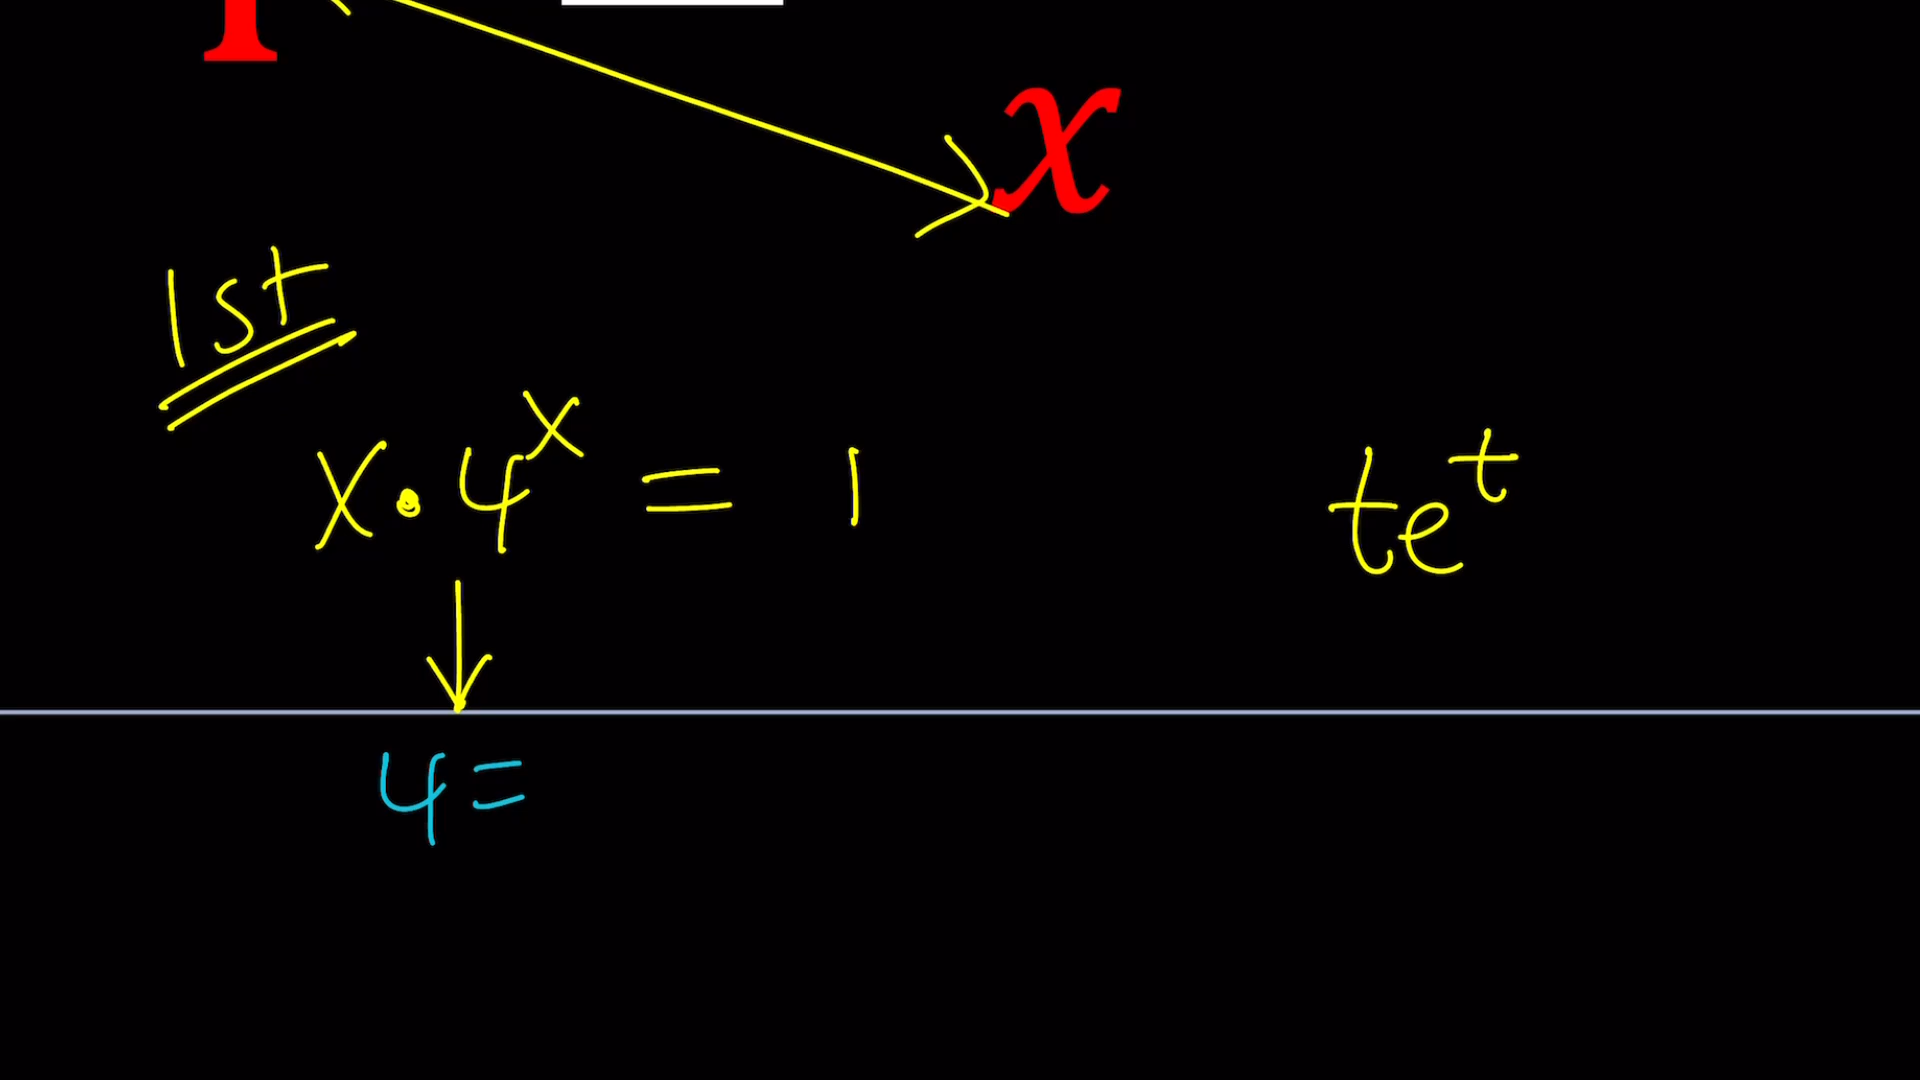 x
1st
x • 4^x = 1
te^t
4 =